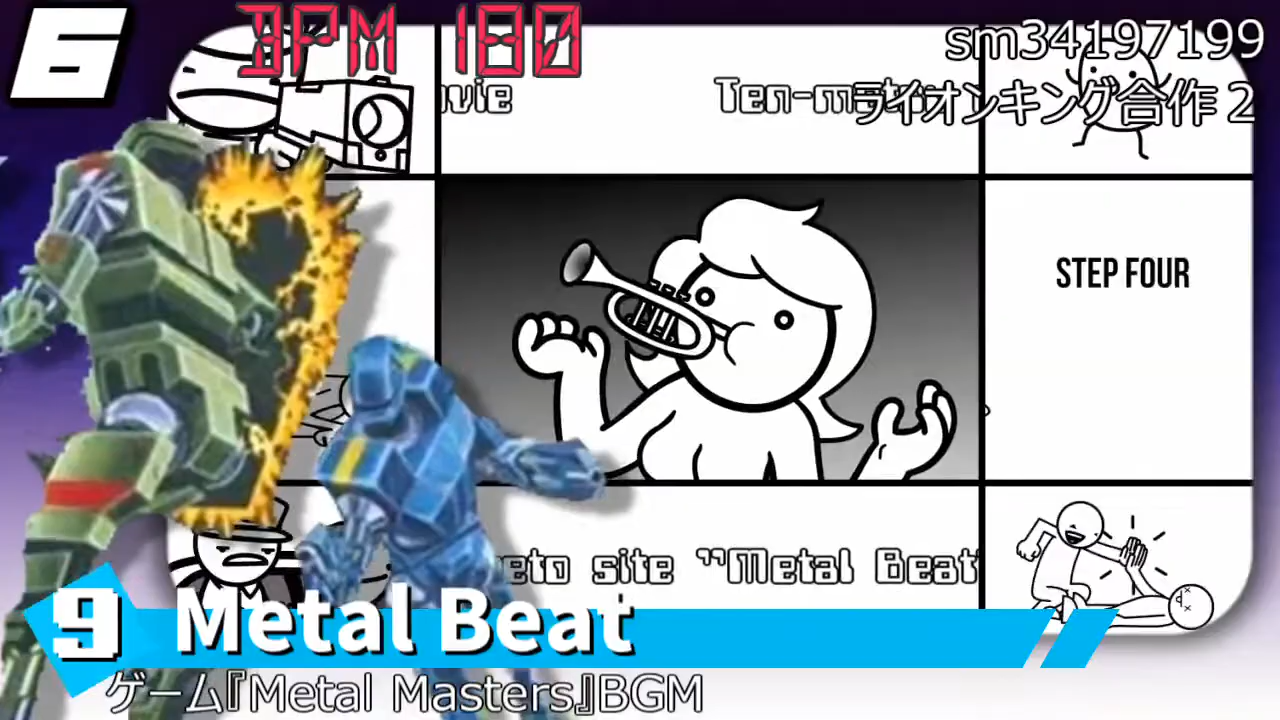 6
BPM 180
sm34197199
ライオンキング合作2
STEP FOUR
site "Metal Beat"
9 Metal Beat
ゲーム『Metal Masters』BGM